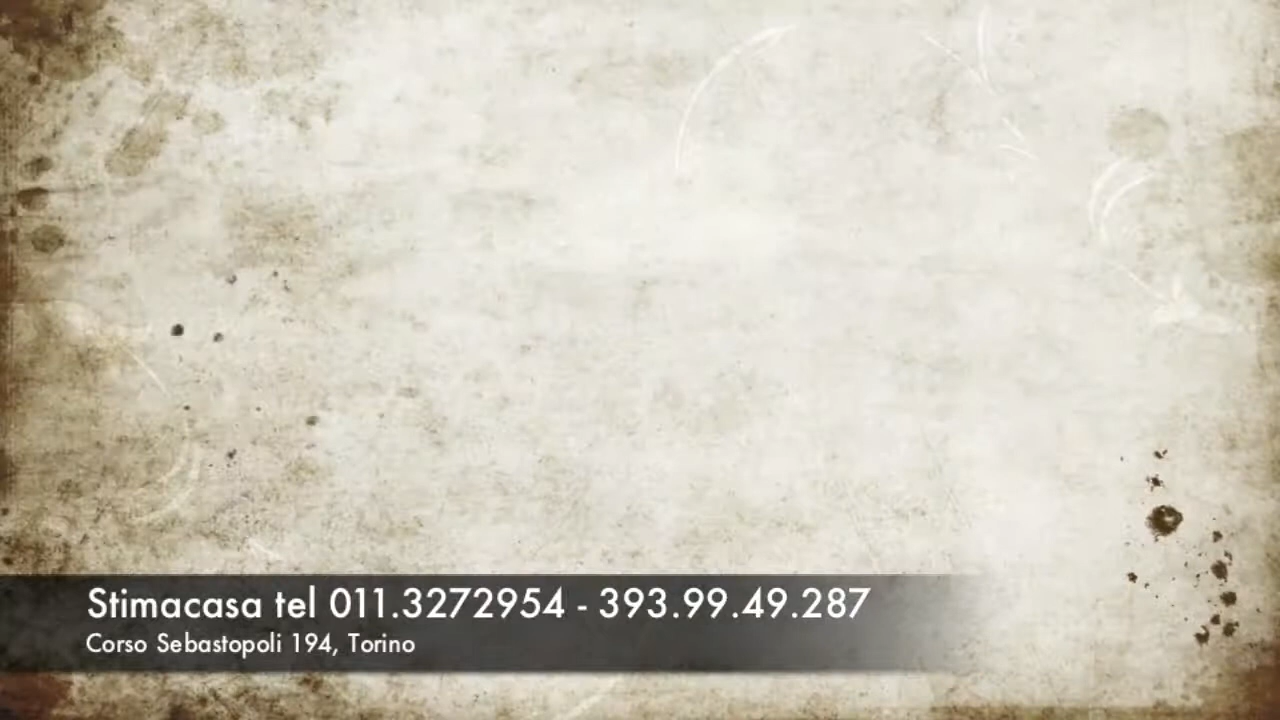 Stimacasa tel 011.3272954 - 393.99.49.287
Corso Sebastopoli 194, Torino